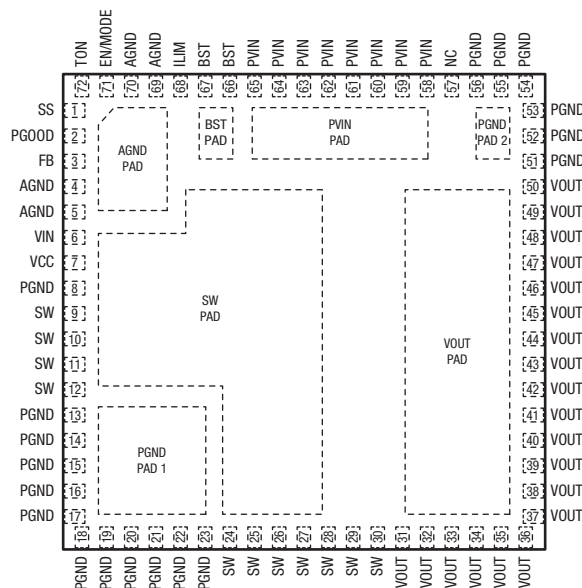 TON
EN/MODE
AGND
AGND
ILIM
BST
BST
PVIN
PVIN
PVIN
PVIN
PVIN
PVIN
PVIN
PVIN
NC
PGND
PGND
PGND
72
71
70
69
68
67
66
65
64
63
62
61
60
59
58
57
56
55
54
SS 1
PGOOD 2
FB 3
AGND 4
AGND 5
VIN 6
VCC 7
PGND 8
SW 9
SW 10
SW 11
SW 12
PGND 13
PGND 14
PGND 15
PGND 16
PGND 17
AGND
PAD
BST
PAD
PVIN
PAD
PGND
PAD 2
SW
PAD
VOUT
PAD
PGND
PAD 1
53 PGND
52 PGND
51 PGND
50 VOUT
49 VOUT
48 VOUT
47 VOUT
46 VOUT
45 VOUT
44 VOUT
43 VOUT
42 VOUT
41 VOUT
40 VOUT
39 VOUT
38 VOUT
37 VOUT
18
19
20
21
22
23
24
25
26
27
28
29
30
31
32
33
34
35
36
PGND
PGND
PGND
PGND
PGND
PGND
SW
SW
SW
SW
SW
SW
SW
VOUT
VOUT
VOUT
VOUT
VOUT
VOUT